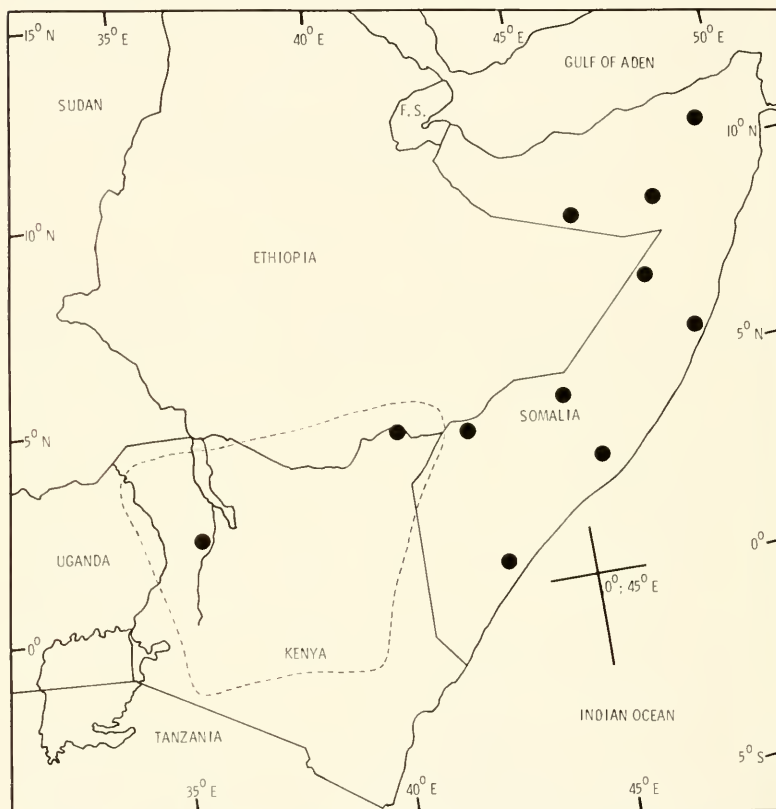 15° N
35° E
40° E
45° E
50° E
GULF OF ADEN
SUDAN
F. S.
10° N
10° N
ETHIOPIA
5° N
SOMALIA
5° N
0°
UGANDA
0°; 45° E
0°
KENYA
INDIAN OCEAN
TANZANIA
5° S
35° E
40° E
45° E